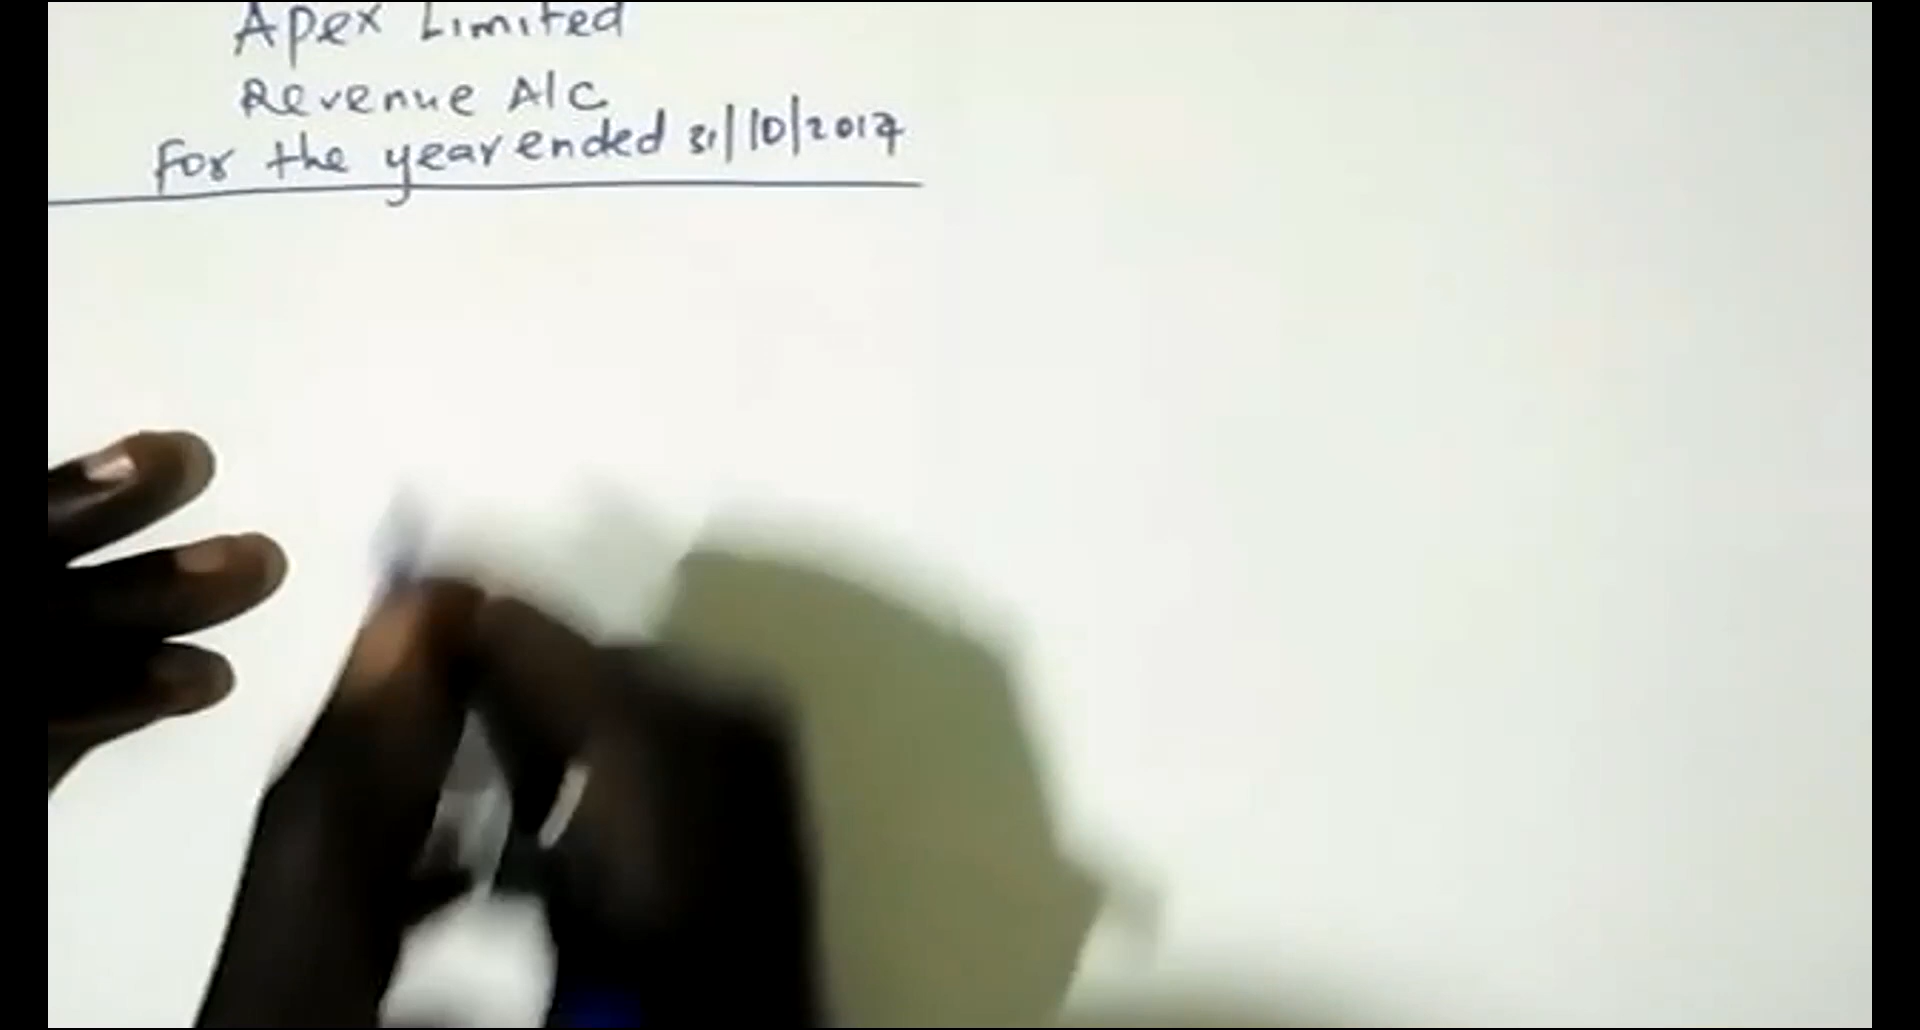 Apex Limited
Revenue A/C
For the year ended 31/10/2017